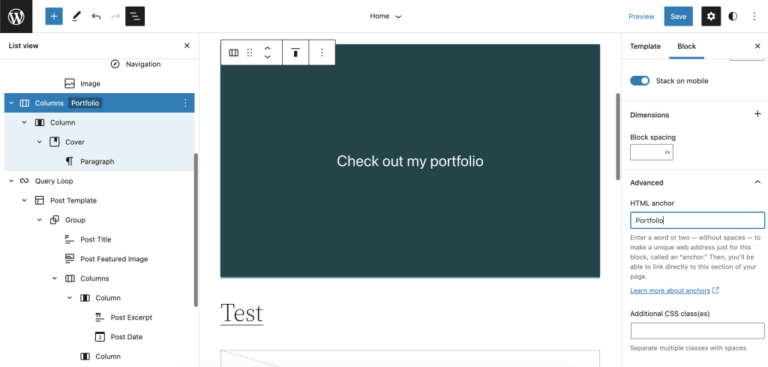 Home
Preview
Save
List view
Navigation
Image
Columns Portfolio
Column
Cover
Paragraph
Query Loop
Post Template
Group
Post Title
Post Featured Image
Columns
Column
Post Excerpt
Post Date
Column
Check out my portfolio
Test
Template Block
Stack on mobile
Dimensions
Block spacing
Advanced
HTML anchor
Portfolio
Enter a word or two — without spaces — to
make a unique web address just for this
block, called an “anchor.” Then, you’ll be
able to link directly to this section of your
page.
Learn more about anchors
Additional CSS class(es)
Separate multiple classes with spaces.